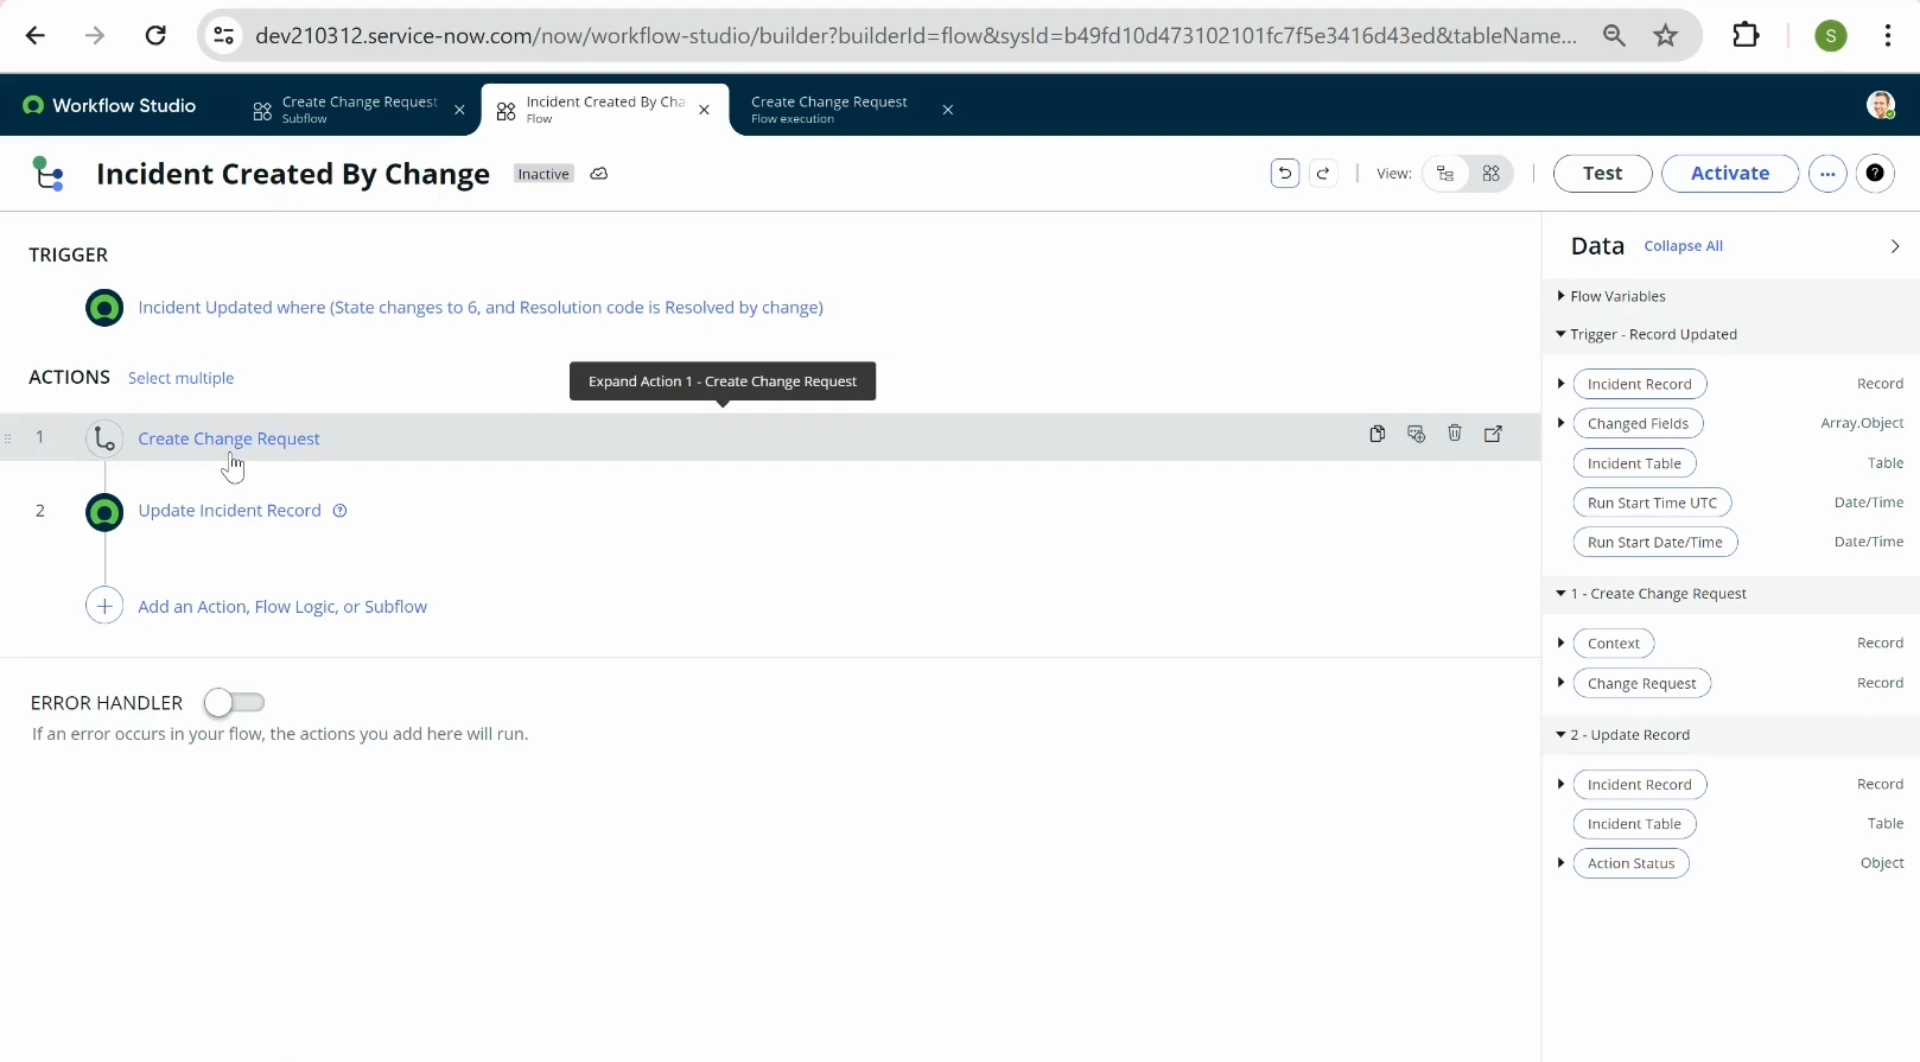 dev210312.service-now.com/now/workflow-studio/builder?builderId=flow&sysId=b49fd10d473102101fc7f5e3416d43ed&tableName...
S
Workflow Studio
Create Change Request
Subflow
Incident Created By Cha
Flow
Create Change Request
Flow execution
Incident Created By Change
Inactive
View:
Test
Activate
TRIGGER
Incident Updated where (State changes to 6, and Resolution code is Resolved by change)
ACTIONS
Select multiple
Expand Action 1 - Create Change Request
1
Create Change Request
2
Update Incident Record
Add an Action, Flow Logic, or Subflow
ERROR HANDLER
If an error occurs in your flow, the actions you add here will run.
Data
Collapse All
Flow Variables
Trigger - Record Updated
Incident Record
Record
Changed Fields
Array.Object
Incident Table
Table
Run Start Time UTC
Date/Time
Run Start Date/Time
Date/Time
1 - Create Change Request
Context
Record
Change Request
Record
2 - Update Record
Incident Record
Record
Incident Table
Table
Action Status
Object